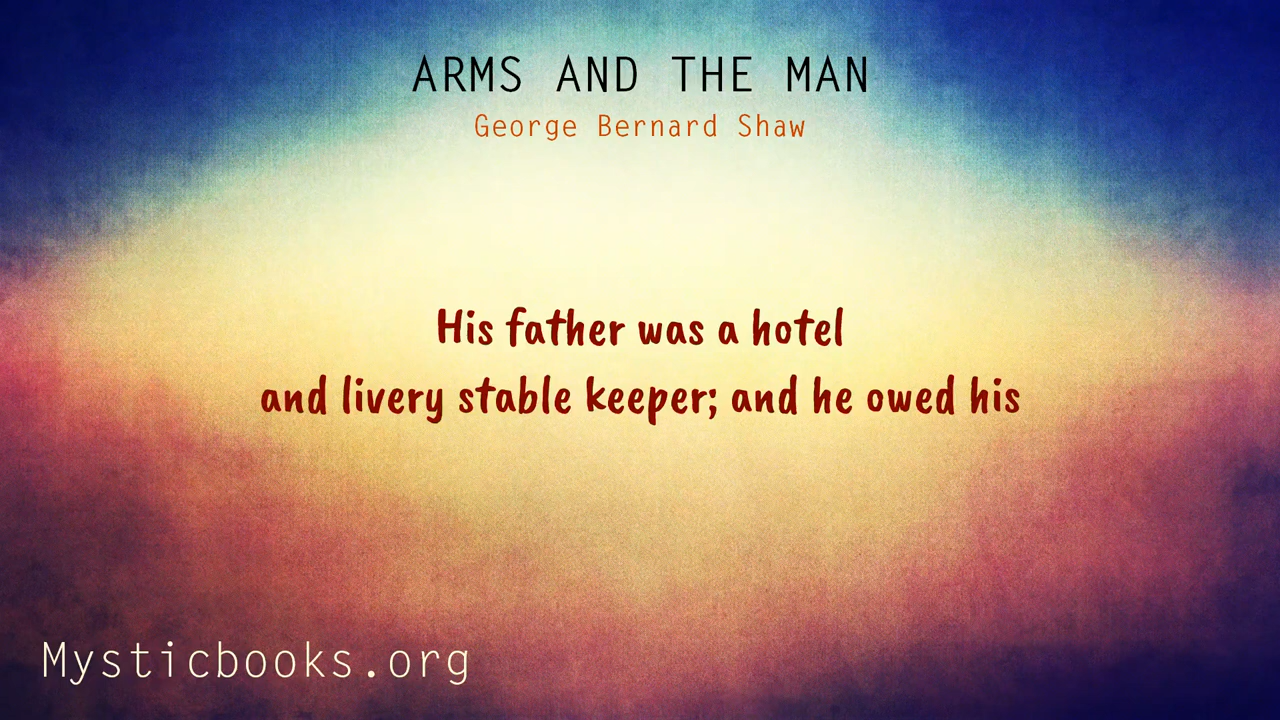 ARMS AND THE MAN
George Bernard Shaw
His father was a hotel
and livery stable keeper; and he owed his
Mysticbooks.org